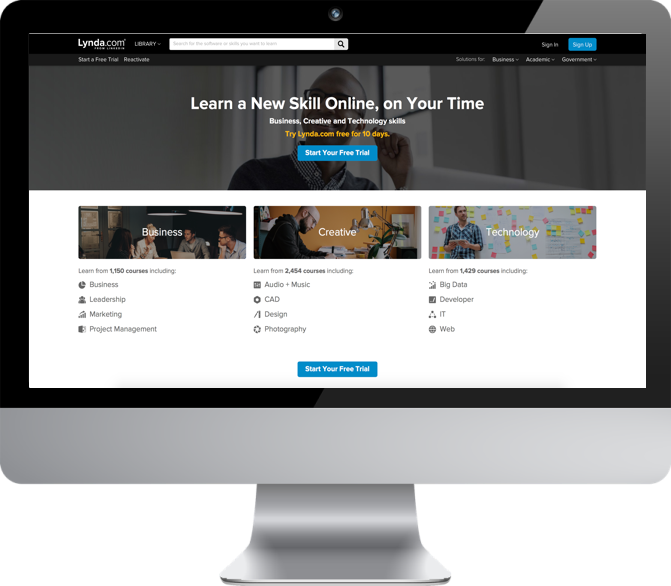 Lynda.com
FROM LINKEDIN
LIBRARY
Search for the software or skills you want to learn
Sign In
Sign Up
Start a Free Trial
Reactivate
Solutions for:
Business
Academic
Government
Learn a New Skill Online, on Your Time
Business, Creative and Technology skills
Try Lynda.com free for 10 days.
Start Your Free Trial
Business
Creative
Technology
Learn from 1,150 courses including:
Business
Leadership
Marketing
Project Management
Learn from 2,454 courses including:
Audio + Music
CAD
Design
Photography
Learn from 1,429 courses including:
Big Data
Developer
IT
Web
Start Your Free Trial